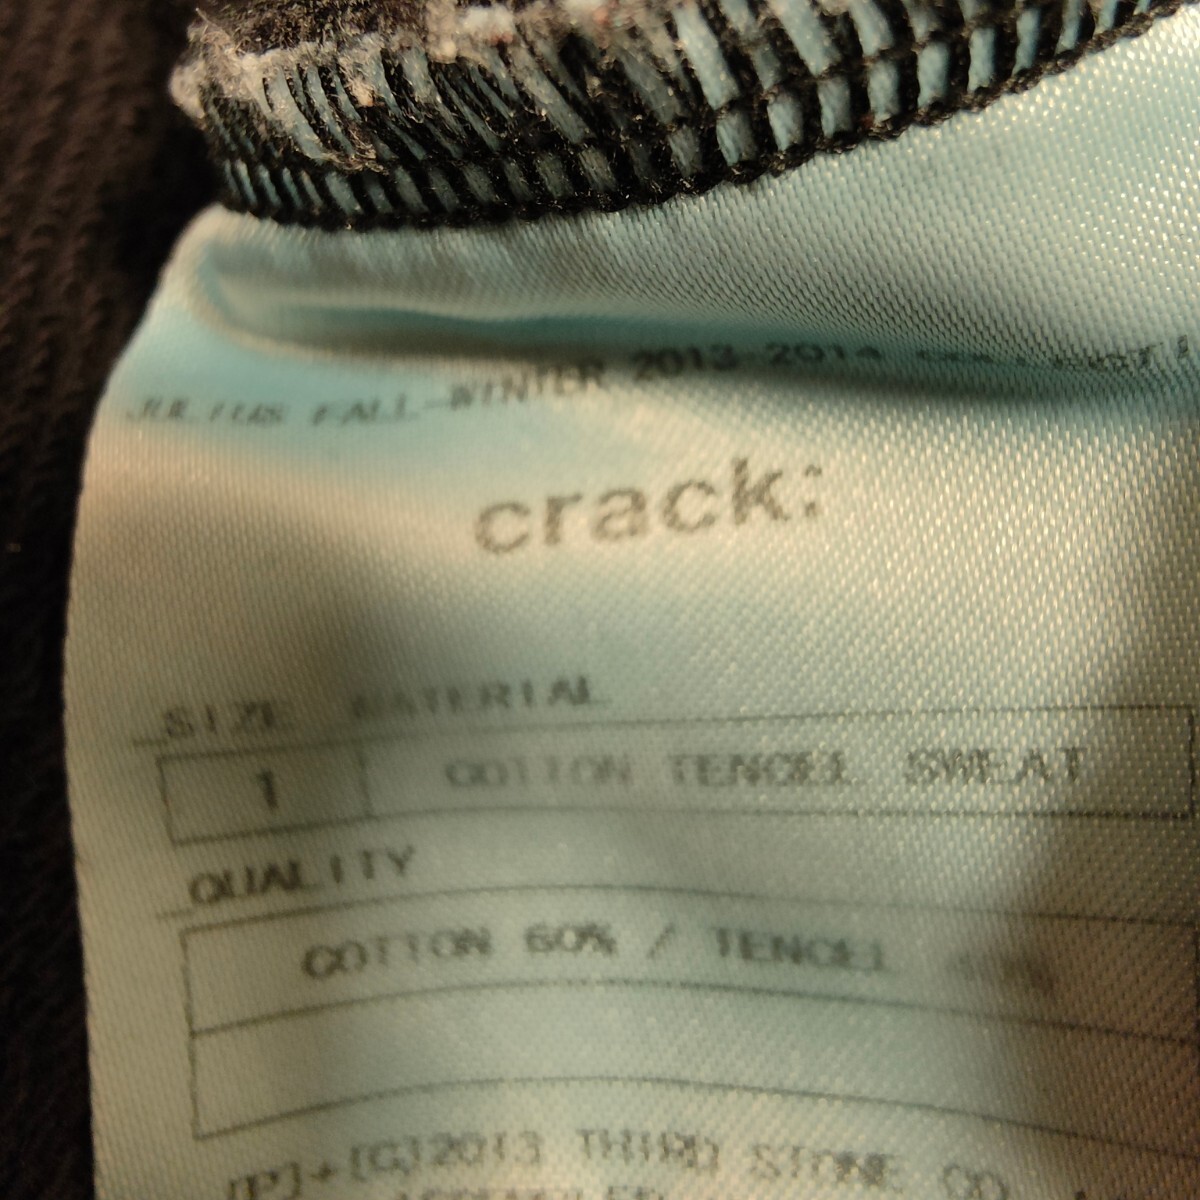 JULIUS FALL-WINTER 2013-2014
crack:
SIZE MATERIAL
1 COTTON TENCEL SWEAT
QUALITY
COTTON 60% / TENCEL
[P]+[C]2013 THIRD STONE CO